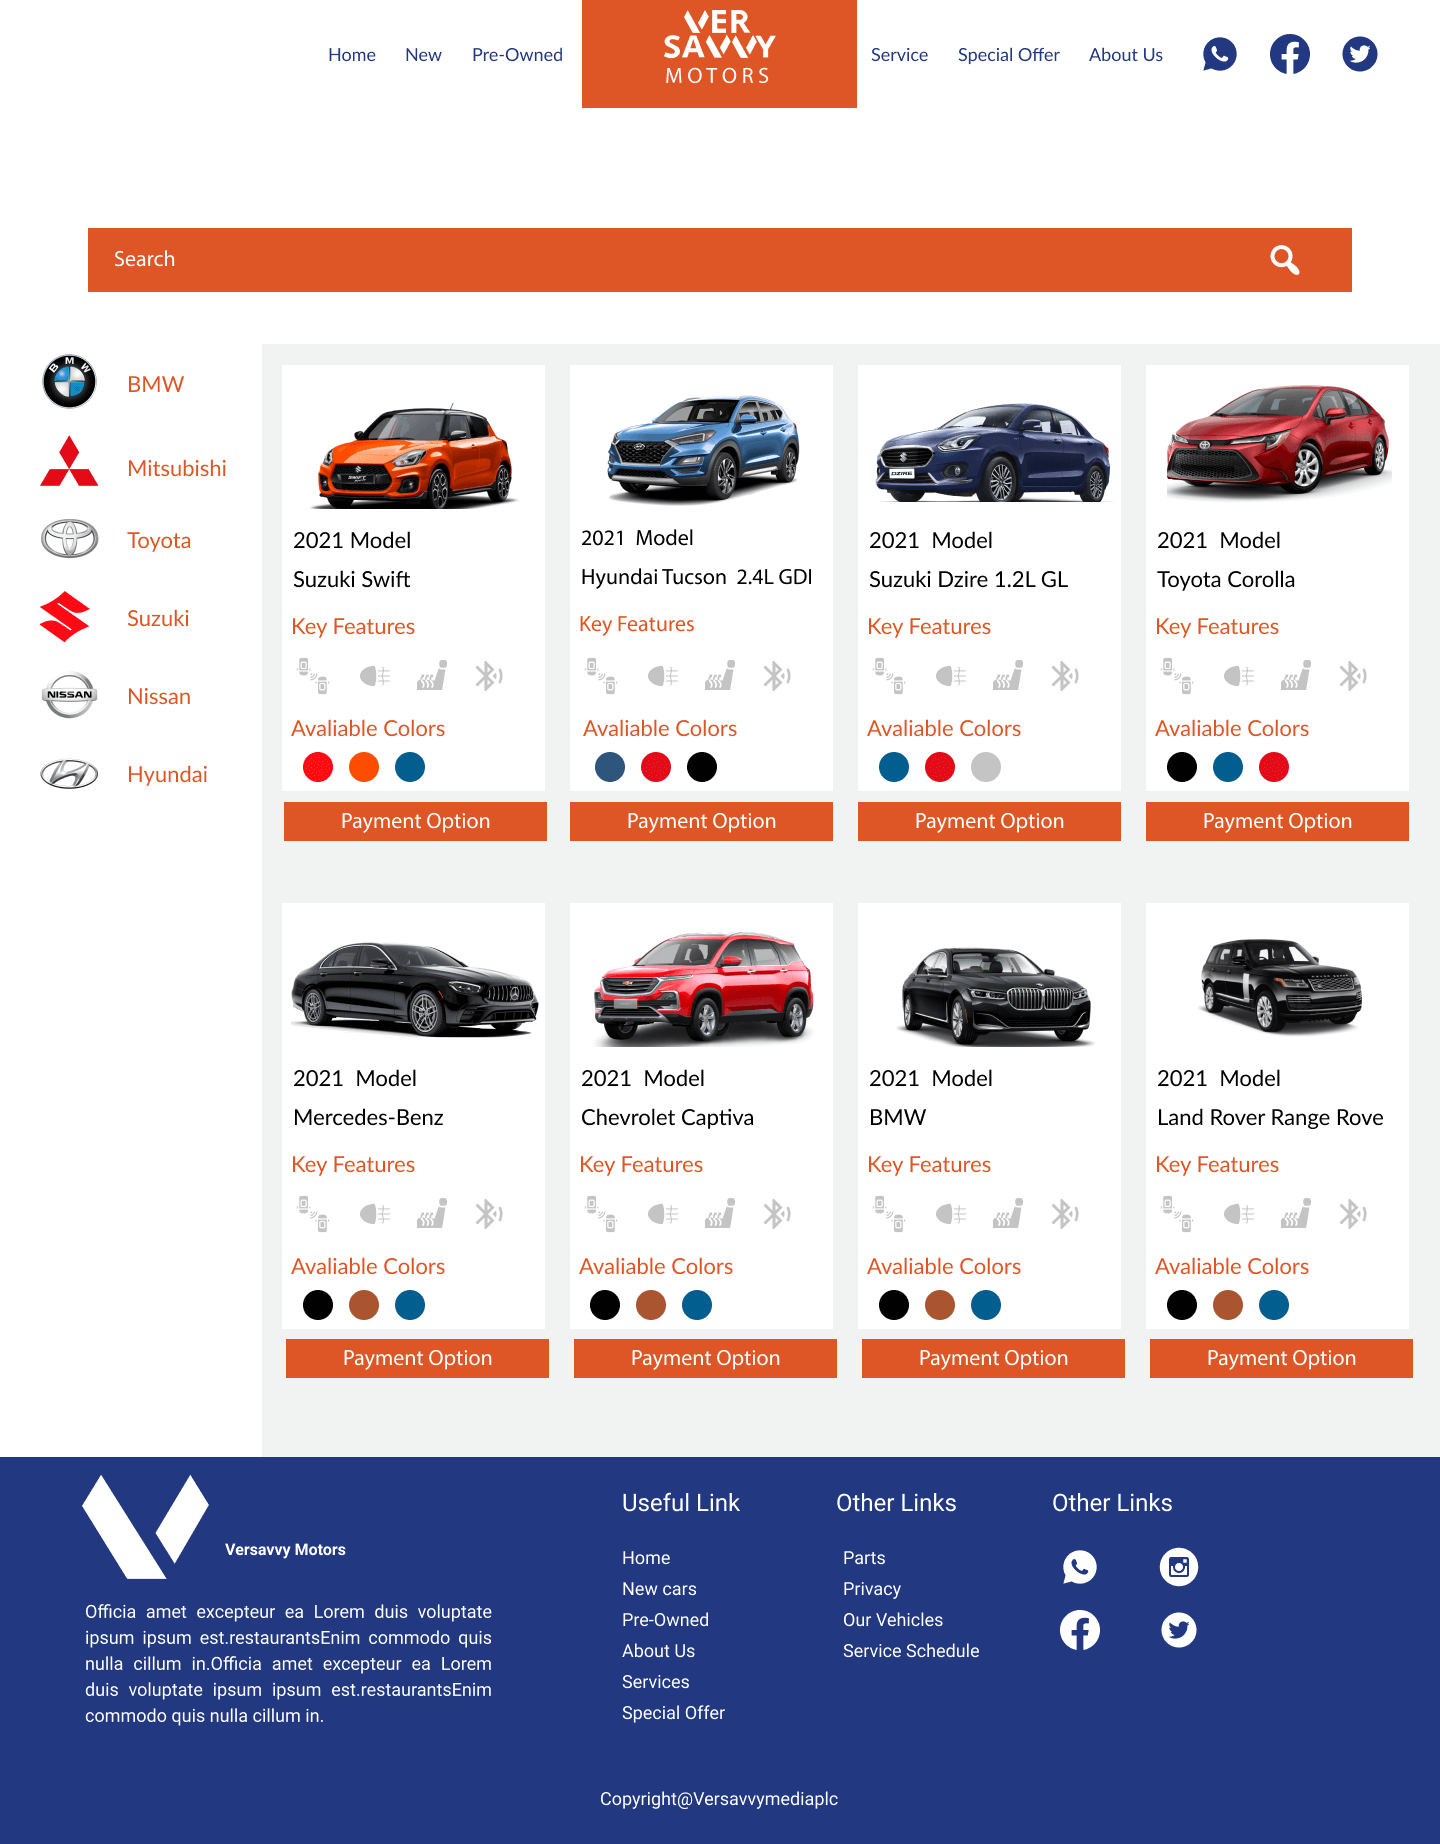 Home New Pre-Owned
VER
SAVVY
MOTORS
Service Special Offer About Us
Search
BMW
BMW
Mitsubishi
Toyota
Suzuki
NISSAN
Nissan
Hyundai
SWIFT
2021 Model
Suzuki Swift
Key Features
Avaliable Colors
Payment Option
2021 Model
Hyundai Tucson 2.4L GDI
Key Features
Avaliable Colors
Payment Option
DZIRE
2021 Model
Suzuki Dzire 1.2L GL
Key Features
Avaliable Colors
Payment Option
2021 Model
Toyota Corolla
Key Features
Avaliable Colors
Payment Option
2021 Model
Mercedes-Benz
Key Features
Avaliable Colors
Payment Option
2021 Model
Chevrolet Captiva
Key Features
Avaliable Colors
Payment Option
2021 Model
BMW
Key Features
Avaliable Colors
Payment Option
2021 Model
Land Rover Range Rove
Key Features
Avaliable Colors
Payment Option
Versavvy Motors
Officia amet excepteur ea Lorem duis voluptate
ipsum ipsum est.restaurantsEnim commodo quis
nulla cillum in.Officia amet excepteur ea Lorem
duis voluptate ipsum ipsum est.restaurantsEnim
commodo quis nulla cillum in.
Useful Link
Home
New cars
Pre-Owned
About Us
Services
Special Offer
Other Links
Parts
Privacy
Our Vehicles
Service Schedule
Other Links
Copyright@Versavvymediaplc